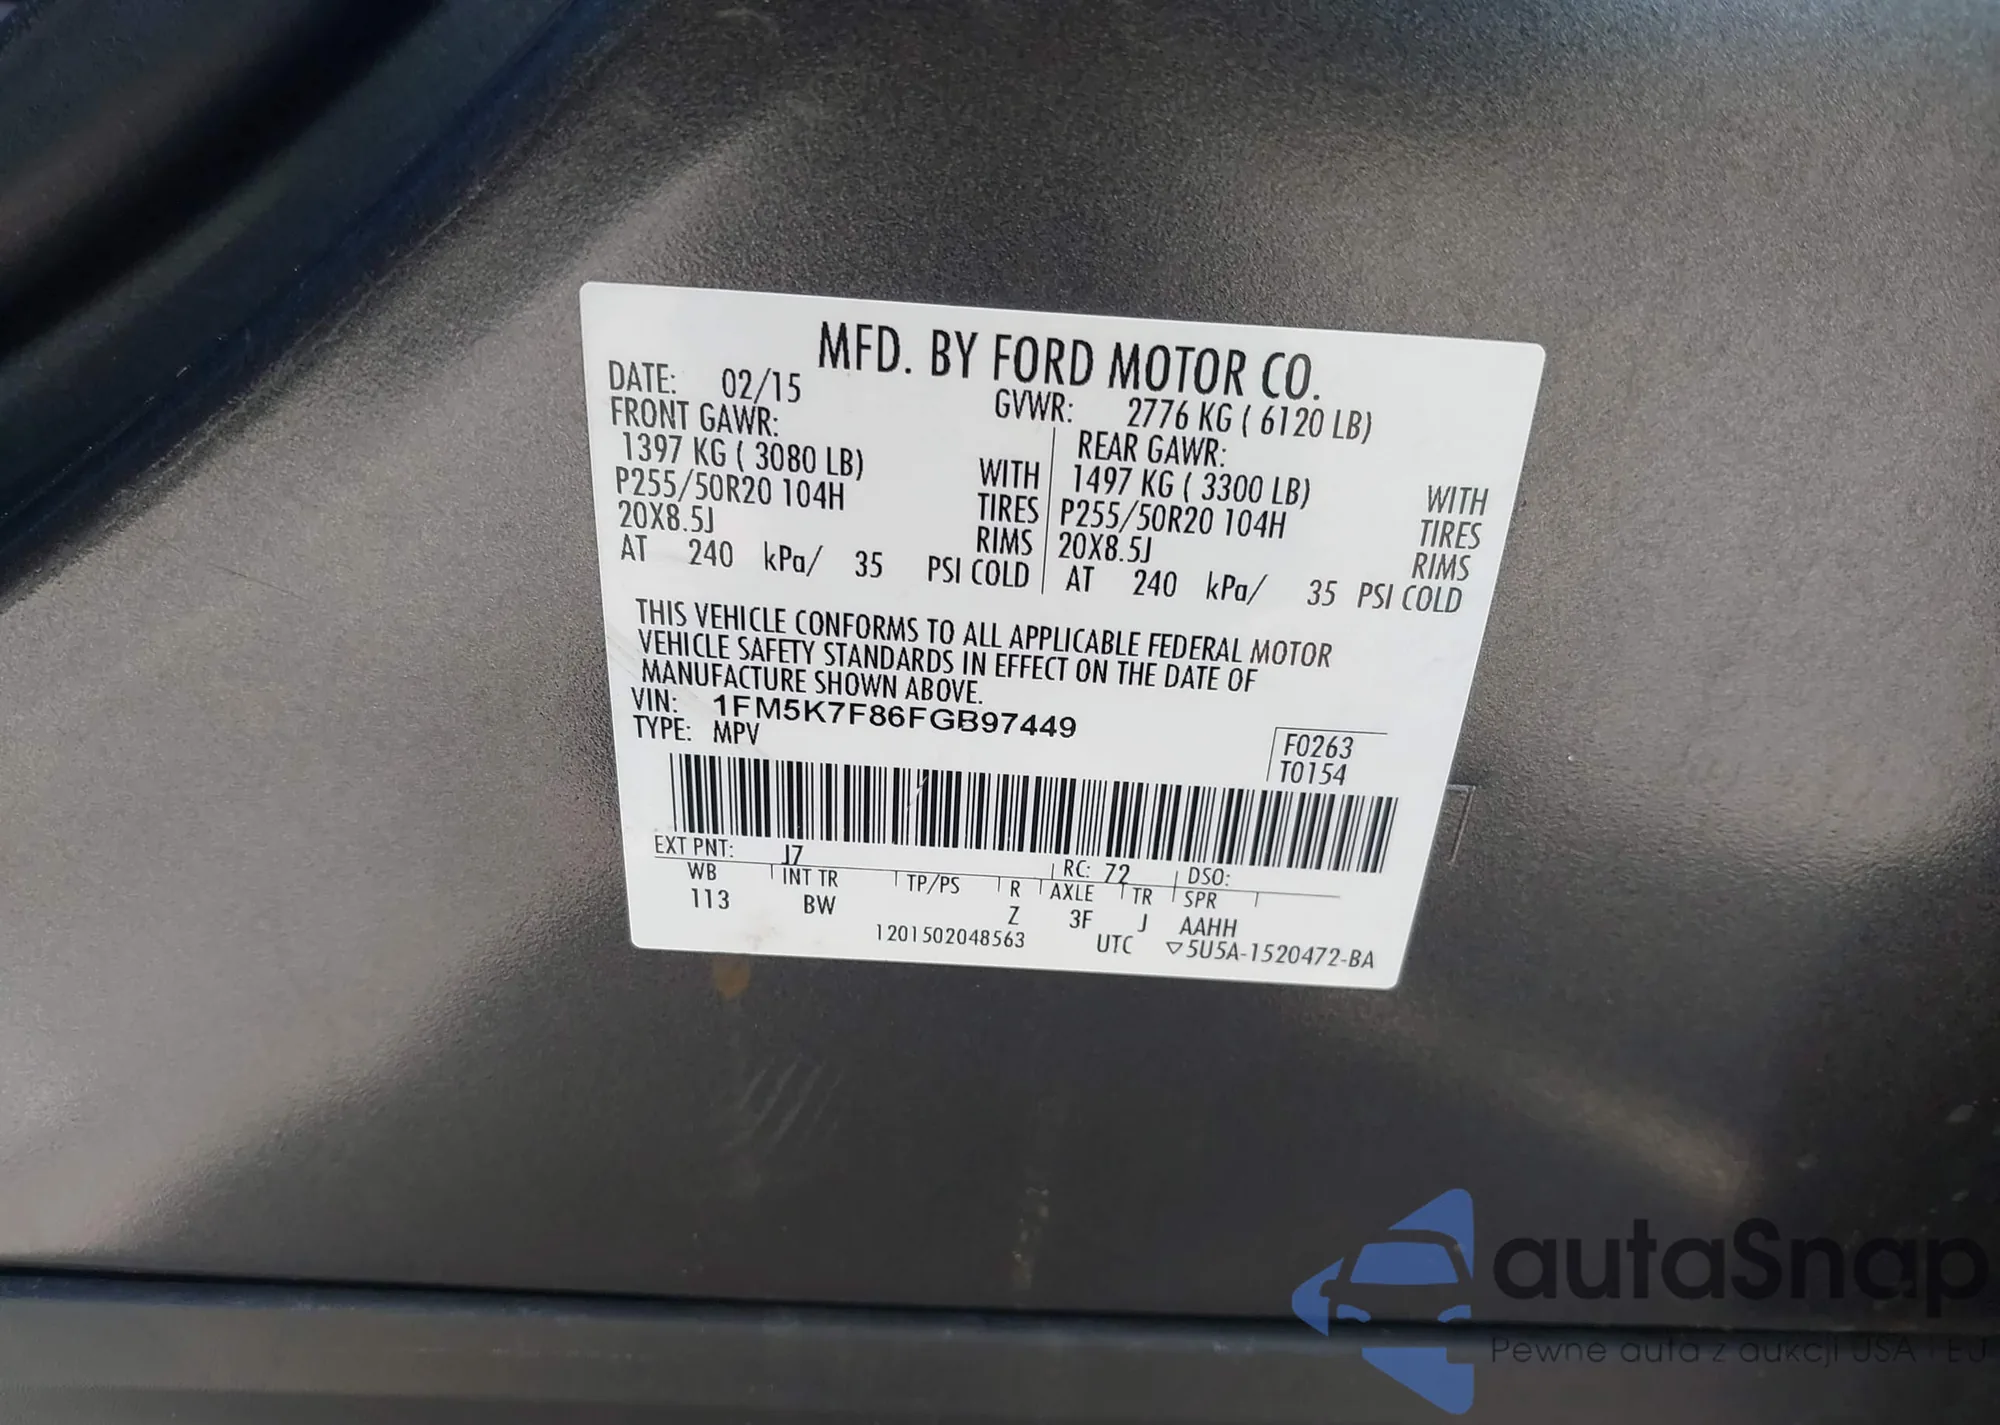 MFD. BY FORD MOTOR CO.
DATE: 02/15 GVWR: 2776 KG ( 6120 LB)
FRONT GAWR: REAR GAWR:
1397 KG ( 3080 LB) WITH 1497 KG ( 3300 LB) WITH
P255/50R20 104H TIRES P255/50R20 104H TIRES
20X8.5J RIMS 20X8.5J RIMS
AT 240 kPa/ 35 PSI COLD AT 240 kPa/ 35 PSI COLD
THIS VEHICLE CONFORMS TO ALL APPLICABLE FEDERAL MOTOR
VEHICLE SAFETY STANDARDS IN EFFECT ON THE DATE OF
MANUFACTURE SHOWN ABOVE.
VIN: 1FM5K7F86FGB97449
TYPE: MPV
F0263
T0154
EXT PNT: J7 RC: 72 DSO:
WB INT TR TP/PS R AXLE TR SPR
113 BW Z 3F J AAHH
1201502048563 UTC ▽5U5A-1520472-BA
autaSnap
Pewne auta z aukcji USA i EU